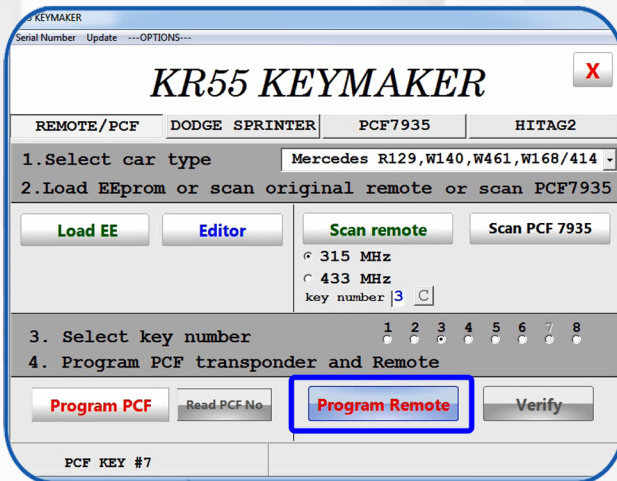 KEYMAKER
Serial Number Update ---OPTIONS---
KR55 KEYMAKER
X
REMOTE/PCF DODGE SPRINTER PCF7935 HITAG2
1.Select car type Mercedes R129,W140,W461,W168/414
2.Load EEprom or scan original remote or scan PCF7935
Load EE Editor Scan remote Scan PCF 7935
315 MHz
433 MHz
key number 3 C
3. Select key number 1 2 3 4 5 6 7 8
4. Program PCF transponder and Remote
Program PCF Read PCF No Program Remote Verify
PCF KEY #7